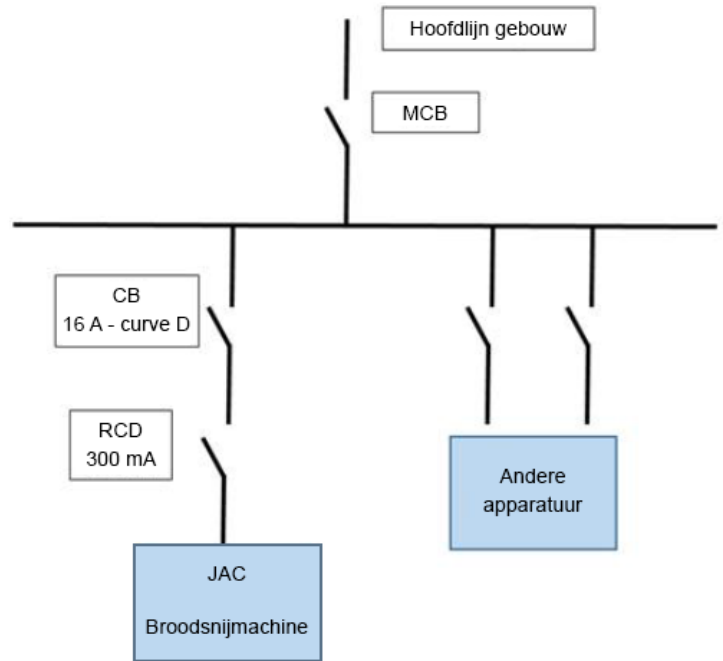 Hoofdlijn gebouw
MCB
CB
16 A - curve D
RCD
300 mA
Andere
apparatuur
JAC
Broodsnijmachine